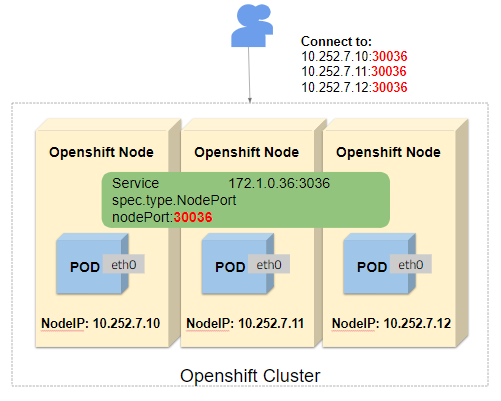 Connect to:
10.252.7.10:30036
10.252.7.11:30036
10.252.7.12:30036
Openshift Node
Openshift Node
Openshift Node
Service 172.1.0.36:3036
spec.type.NodePort
nodePort:30036
POD eth0
POD eth0
POD eth0
NodeIP: 10.252.7.10
NodeIP: 10.252.7.11
NodeIP: 10.252.7.12
Openshift Cluster